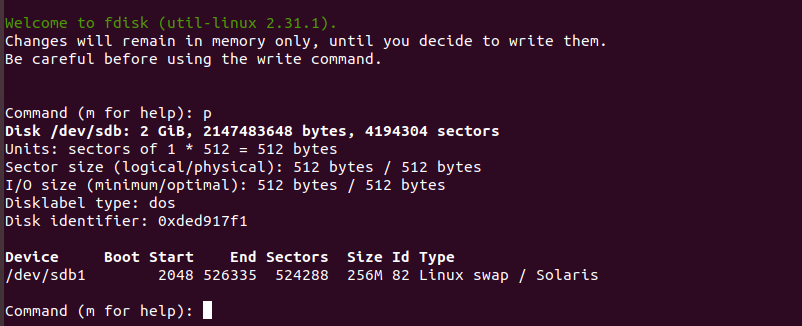 Welcome to fdisk (util-linux 2.31.1).
Changes will remain in memory only, until you decide to write them.
Be careful before using the write command.
Command (m for help): p
Disk /dev/sdb: 2 GiB, 2147483648 bytes, 4194304 sectors
Units: sectors of 1 * 512 = 512 bytes
Sector size (logical/physical): 512 bytes / 512 bytes
I/O size (minimum/optimal): 512 bytes / 512 bytes
Disklabel type: dos
Disk identifier: 0xded917f1
Device     Boot Start    End Sectors  Size Id Type
/dev/sdb1        2048 526335  524288  256M 82 Linux swap / Solaris
Command (m for help):